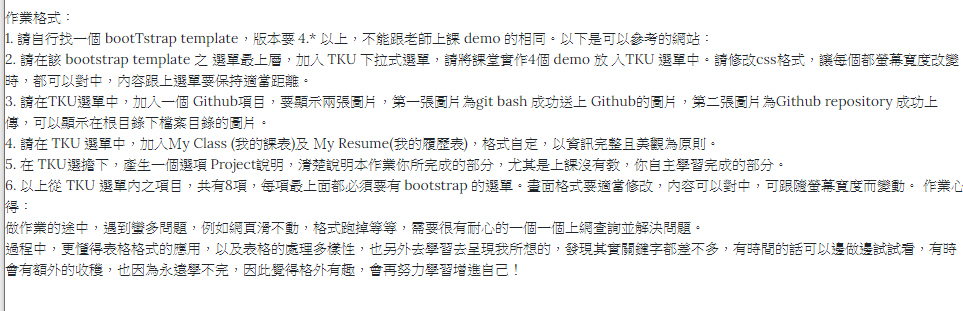 作業格式：
1. 請自行找一個 bootTstrap template，版本要 4.* 以上，不能跟老師上課 demo 的相同。以下是可以參考的網站：
2. 請在該 bootstrap template 之 選單最上層，加入 TKU 下拉式選單，請將課堂實作4個 demo 放 入TKU 選單中。請修改css格式，讓每個都螢幕寬度改變
時，都可以對中，內容跟上選單要保持適當距離。
3. 請在TKU選單中，加入一個 Github項目，要顯示兩張圖片，第一張圖片為git bash 成功送上 Github的圖片，第二張圖片為Github repository 成功上
傳，可以顯示在根目錄下檔案目錄的圖片。
4. 請在 TKU 選單中，加入My Class (我的課表)及 My Resume(我的履歷表)，格式自定，以資訊完整且美觀為原則。
5. 在 TKU選擔下，產生一個選項 Project說明，清楚說明本作業你所完成的部分，尤其是上課沒有教，你自主學習完成的部分。
6. 以上從 TKU 選單內之項目，共有8項，每項最上面都必須要有 bootstrap 的選單。畫面格式要適當修改，內容可以對中，可跟隨螢幕寬度而變動。 作業心
得：
做作業的途中，遇到蠻多問題，例如網頁滑不動，格式跑掉等等，需要很有耐心的一個一個上網查詢並解決問題。
過程中，更懂得表格格式的應用，以及表格的處理多樣性，也另外去學習去呈現我所想的，發現其實關鍵字都差不多，有時間的話可以邊做邊試試看，有時
會有額外的收穫，也因為永遠學不完，因此覺得格外有趣，會再努力學習增進自己！